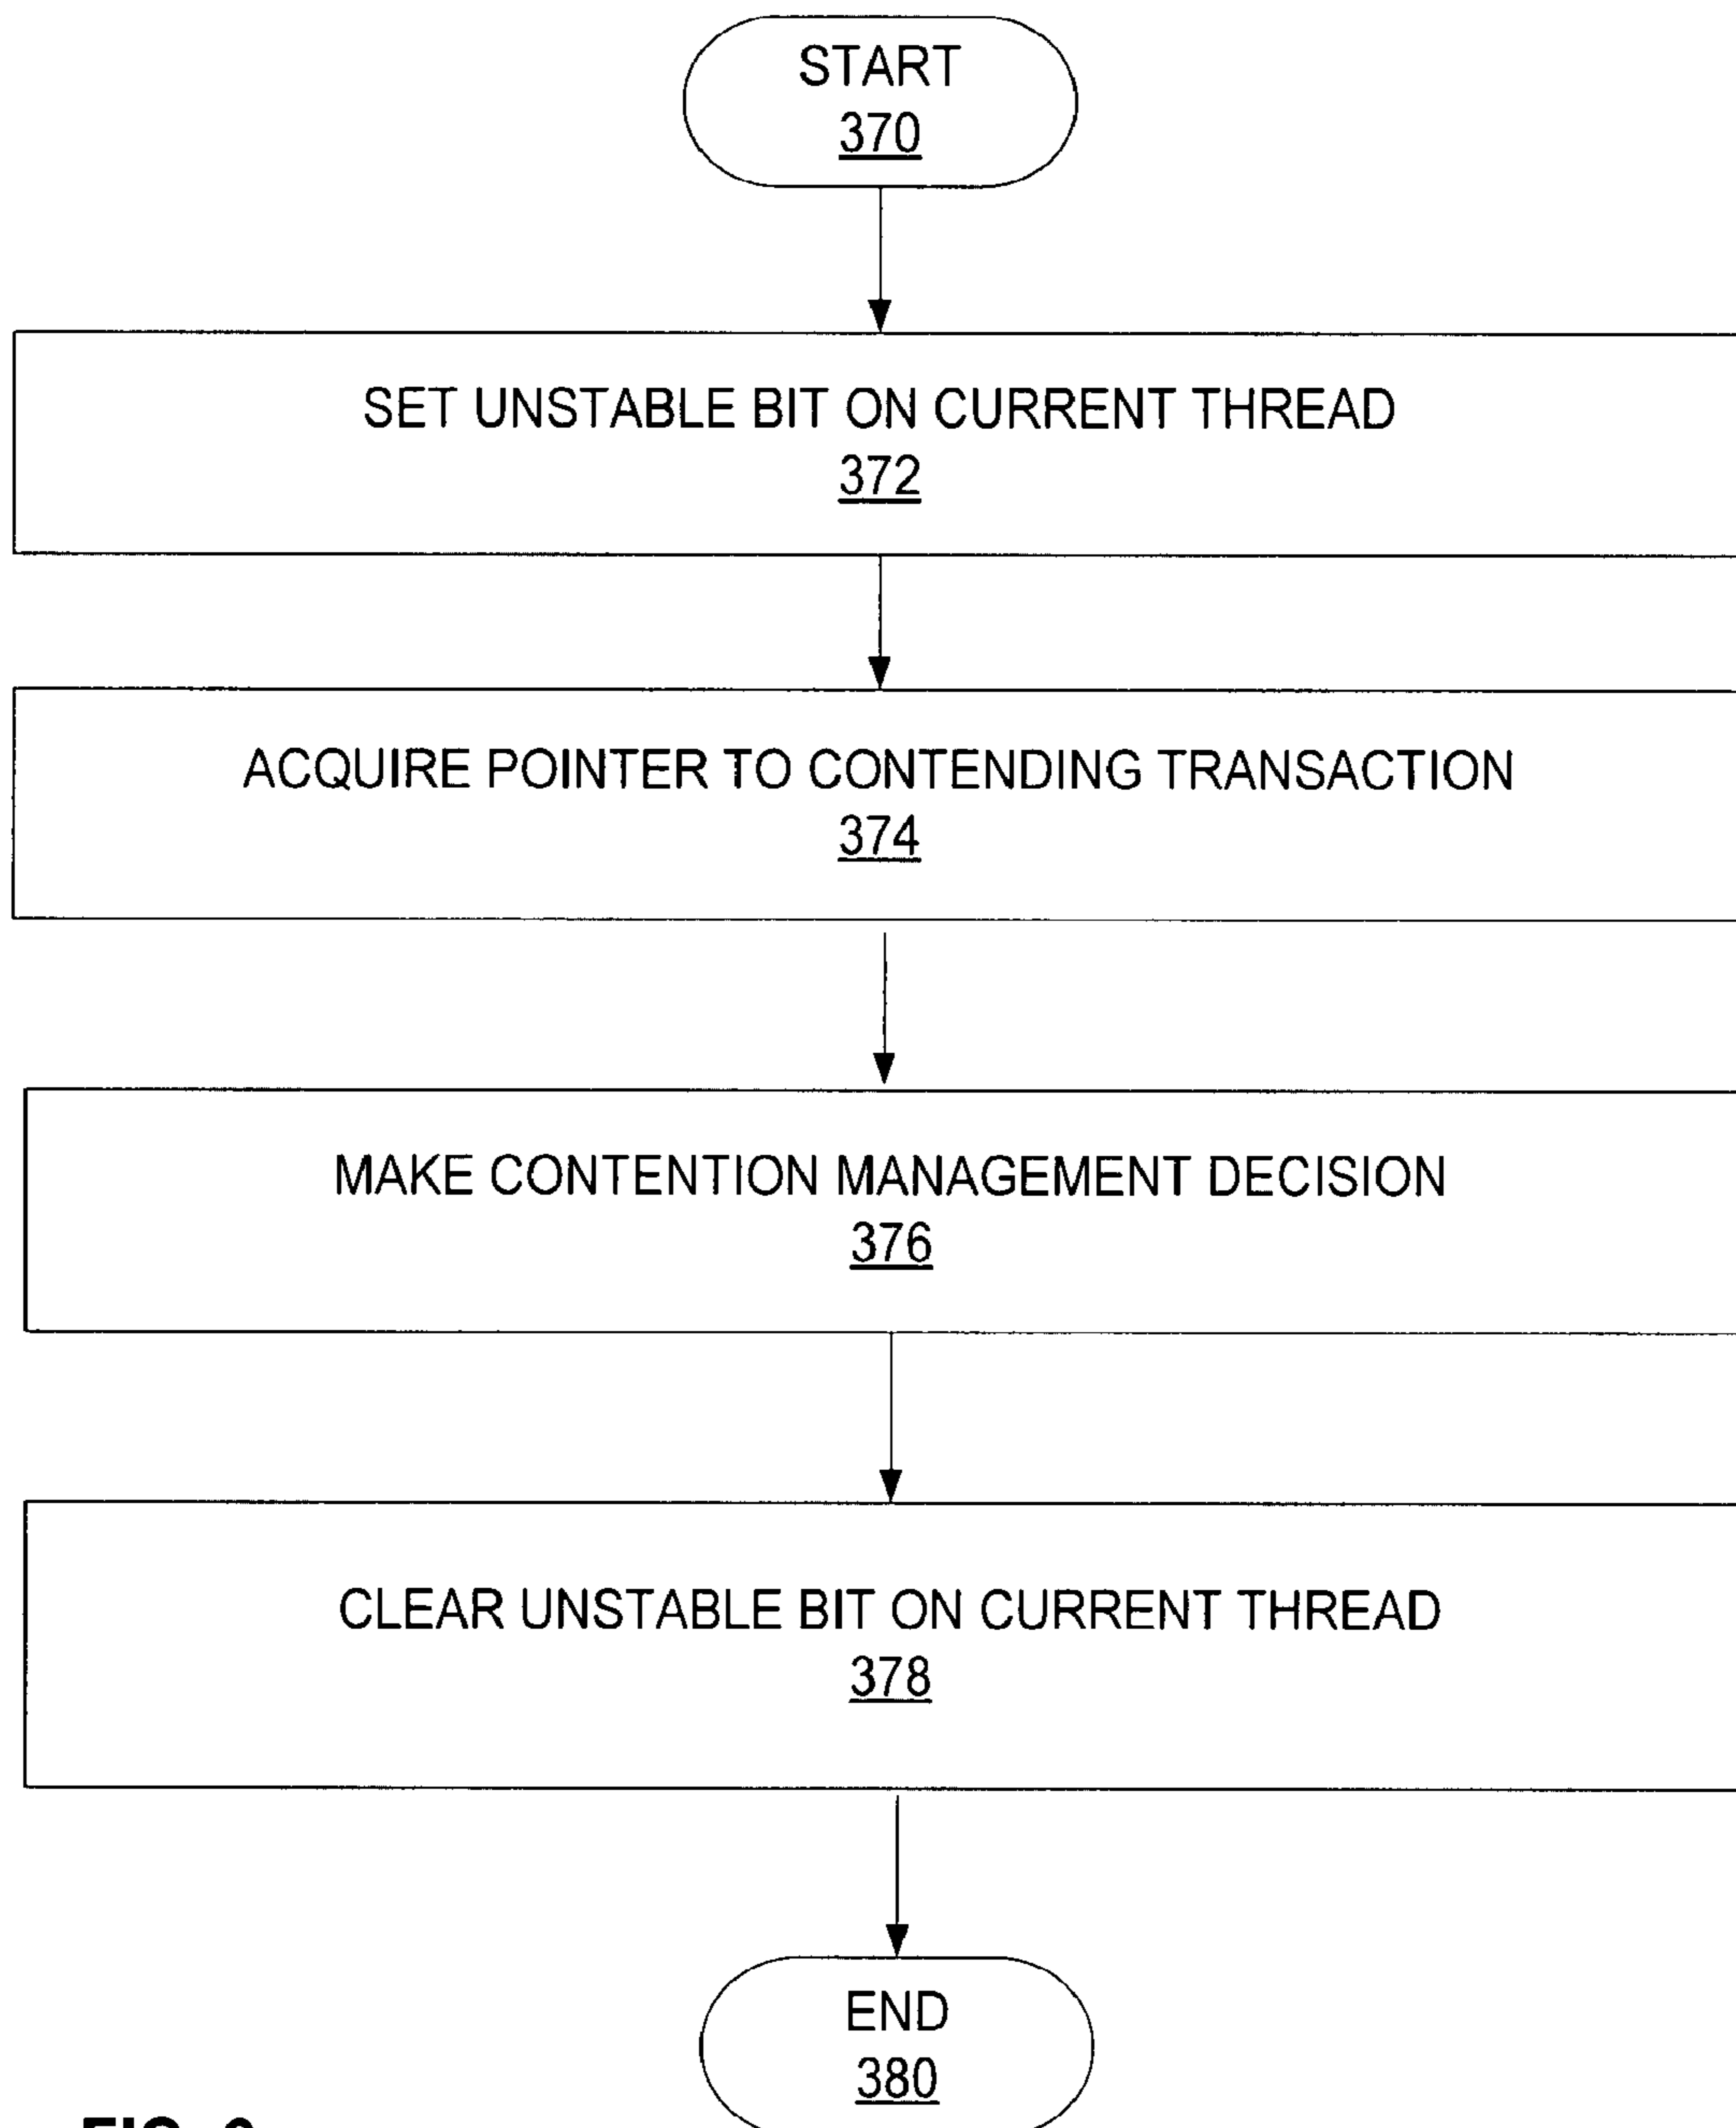 START
370
SET UNSTABLE BIT ON CURRENT THREAD
372
ACQUIRE POINTER TO CONTENDING TRANSACTION
374
MAKE CONTENTION MANAGEMENT DECISION
376
CLEAR UNSTABLE BIT ON CURRENT THREAD
378
END
380
FIG.